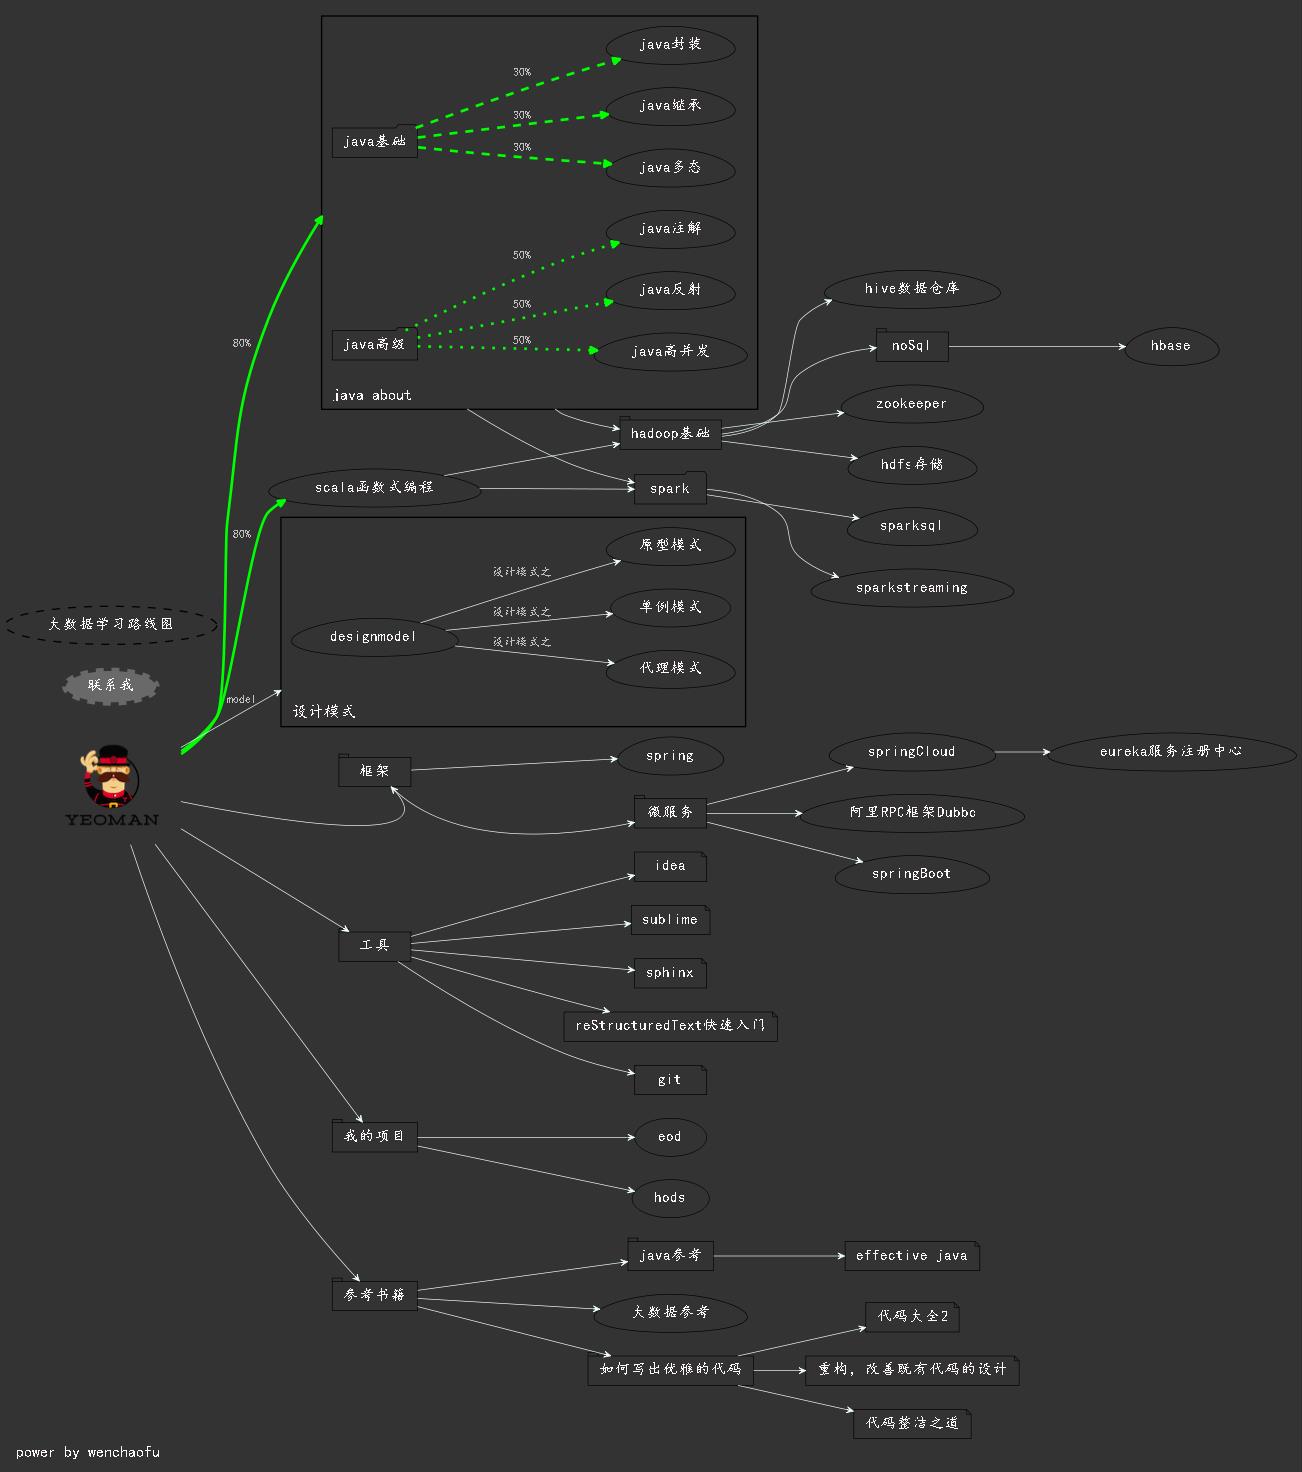 java封装
30%
java继承
30%
java基础
30%
java多态
java注解
50%
java反射
50%
java高级
50%
java高并发
java about
80%
hive数据仓库
noSql
hbase
zookeeper
hadoop基础
hdfs存储
scala函数式编程
spark
sparksql
80%
sparkstreaming
原型模式
设计模式之
单例模式
设计模式之
designmodel
设计模式之
代理模式
设计模式
model
大数据学习路线图
联系我
YEOMAN
框架
spring
springCloud
eureka服务注册中心
微服务
阿里RPC框架Dubbo
springBoot
idea
sublime
工具
sphinx
reStructuredText快速入门
git
我的项目
eod
hods
java参考
effective java
参考书籍
大数据参考
代码大全2
如何写出优雅的代码
重构, 改善既有代码的设计
代码整洁之道
power by wenchaofu